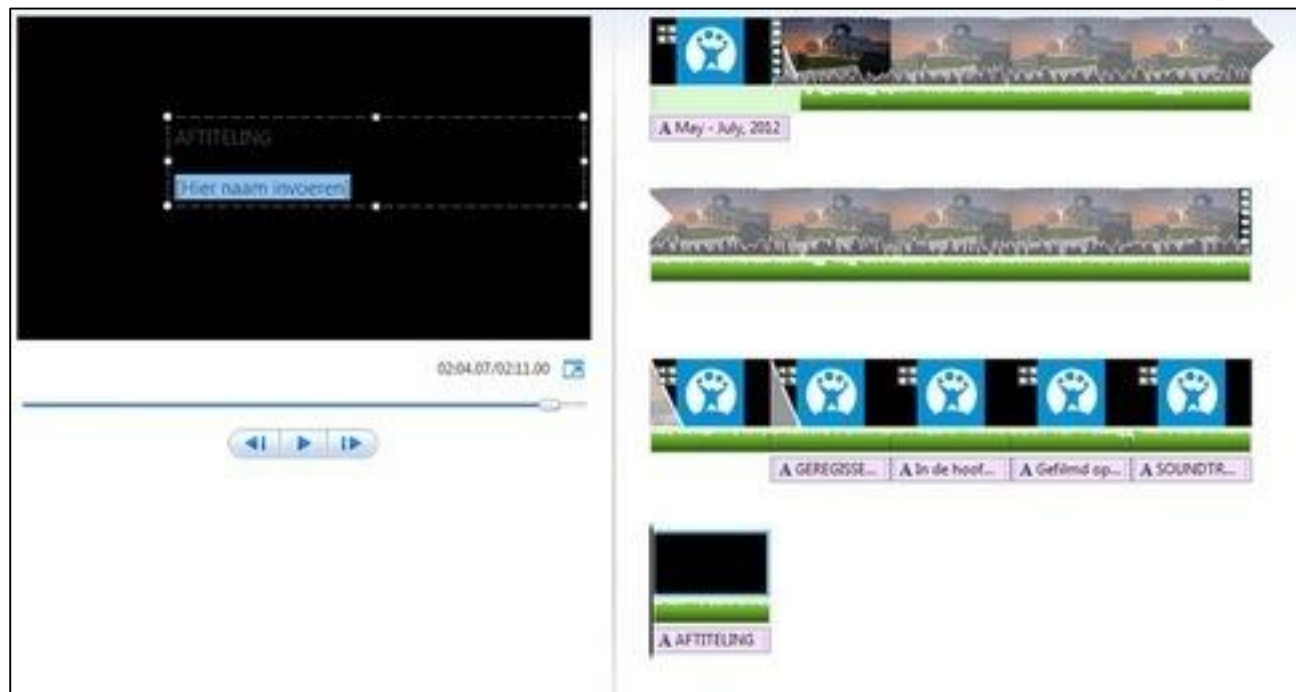 AFTITELING
[Hier naam invoeren]
02:04.07/02:11.00
A May - July, 2012
A GEREGISSE...
A In de hoof...
A Gefilmd op...
A SOUNDTR...
A AFTITELING